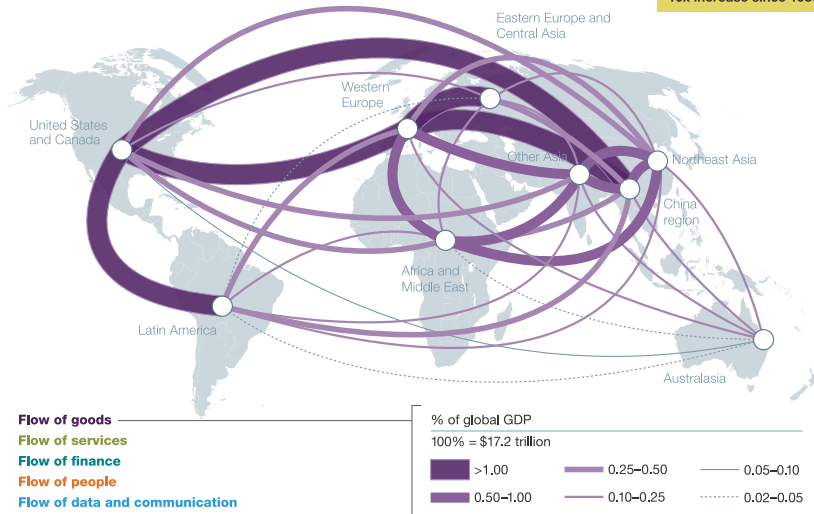 Eastern Europe and
Central Asia
Western
Europe
United States
and Canada
Other Asia
Northeast Asia
China
region
Africa and
Middle East
Latin America
Australasia
Flow of goods
Flow of services
Flow of finance
Flow of people
Flow of data and communication
% of global GDP
100% = $17.2 trillion
>1.00
0.25–0.50
0.05–0.10
0.50–1.00
0.10–0.25
0.02–0.05